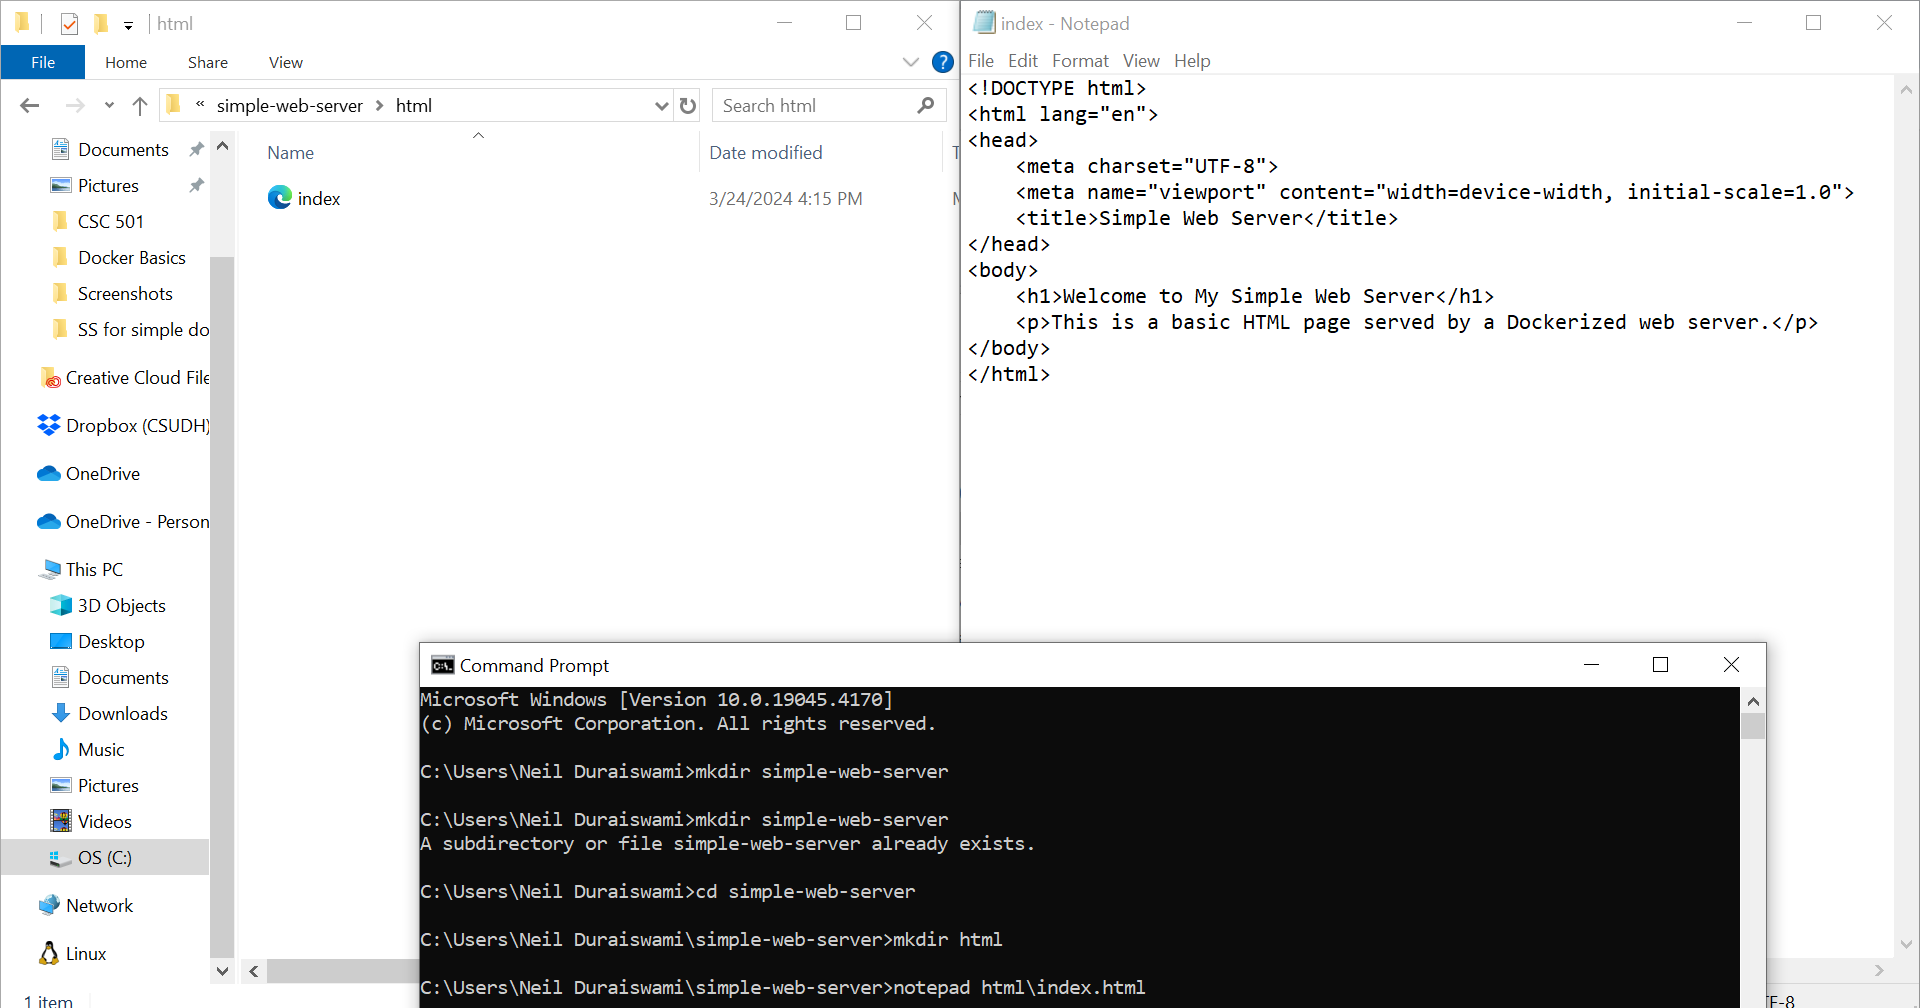 html
File Home Share View
?
« simple-web-server > html
Search html
Documents
Pictures
CSC 501
Docker Basics
Screenshots
SS for simple do
Creative Cloud File
Dropbox (CSUDH)
OneDrive
OneDrive - Person
This PC
3D Objects
Desktop
Documents
Downloads
Music
Pictures
Videos
OS (C:)
Network
Linux
1 item
Name Date modified T
index 3/24/2024 4:15 PM M
index - Notepad
File Edit Format View Help
<!DOCTYPE html>
<html lang="en">
<head>
    <meta charset="UTF-8">
    <meta name="viewport" content="width=device-width, initial-scale=1.0">
    <title>Simple Web Server</title>
</head>
<body>
    <h1>Welcome to My Simple Web Server</h1>
    <p>This is a basic HTML page served by a Dockerized web server.</p>
</body>
</html>
TF-8
C:\.
Command Prompt
Microsoft Windows [Version 10.0.19045.4170]
(c) Microsoft Corporation. All rights reserved.
C:\Users\Neil Duraiswami>mkdir simple-web-server
C:\Users\Neil Duraiswami>mkdir simple-web-server
A subdirectory or file simple-web-server already exists.
C:\Users\Neil Duraiswami>cd simple-web-server
C:\Users\Neil Duraiswami\simple-web-server>mkdir html
C:\Users\Neil Duraiswami\simple-web-server>notepad html\index.html